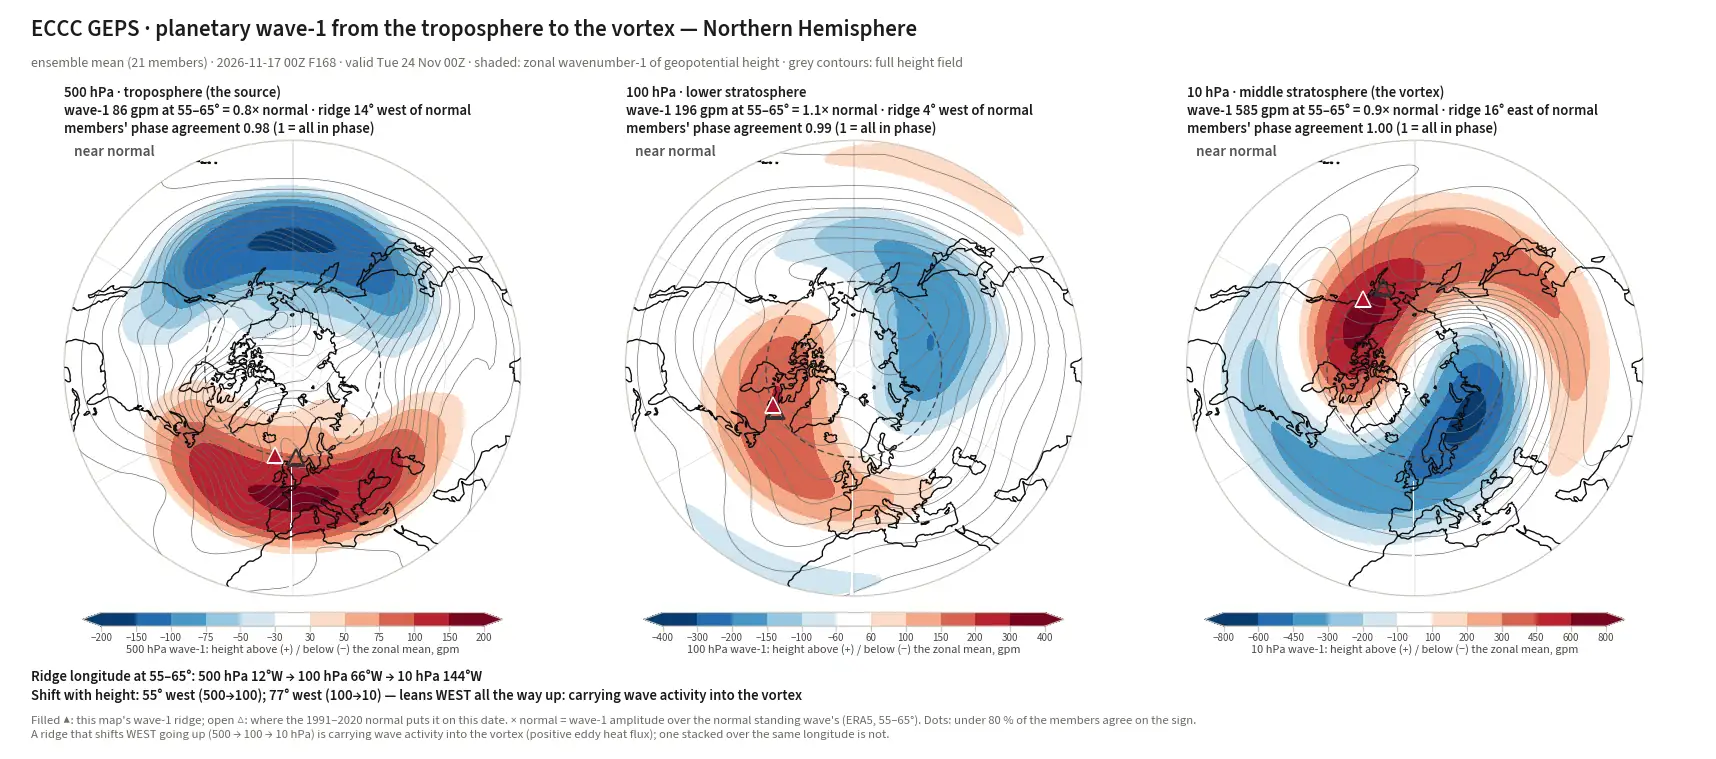 ECCC GEPS · planetary wave-1 from the troposphere to the vortex — Northern Hemisphere
ensemble mean (21 members) · 2026-11-17 00Z F168 · valid Tue 24 Nov 00Z · shaded: zonal wavenumber-1 of geopotential height · grey contours: full height field
500 hPa · troposphere (the source)
wave-1 86 gpm at 55–65° = 0.8× normal · ridge 14° west of normal
members' phase agreement 0.98 (1 = all in phase)
near normal
100 hPa · lower stratosphere
wave-1 196 gpm at 55–65° = 1.1× normal · ridge 4° west of normal
members' phase agreement 0.99 (1 = all in phase)
near normal
10 hPa · middle stratosphere (the vortex)
wave-1 585 gpm at 55–65° = 0.9× normal · ridge 16° east of normal
members' phase agreement 1.00 (1 = all in phase)
near normal
−200 −150 −100 −75 −50 −30 30 50 75 100 150 200
500 hPa wave-1: height above (+) / below (−) the zonal mean, gpm
−400 −300 −200 −150 −100 −60 60 100 150 200 300 400
100 hPa wave-1: height above (+) / below (−) the zonal mean, gpm
−800 −600 −450 −300 −200 −100 100 200 300 450 600 800
10 hPa wave-1: height above (+) / below (−) the zonal mean, gpm
Ridge longitude at 55–65°: 500 hPa 12°W → 100 hPa 66°W → 10 hPa 144°W
Shift with height: 55° west (500→100); 77° west (100→10) — leans WEST all the way up: carrying wave activity into the vortex
Filled ▲: this map's wave-1 ridge; open △: where the 1991–2020 normal puts it on this date. × normal = wave-1 amplitude over the normal standing wave's (ERA5, 55–65°). Dots: under 80 % of the members agree on the sign.
A ridge that shifts WEST going up (500 → 100 → 10 hPa) is carrying wave activity into the vortex (positive eddy heat flux); one stacked over the same longitude is not.